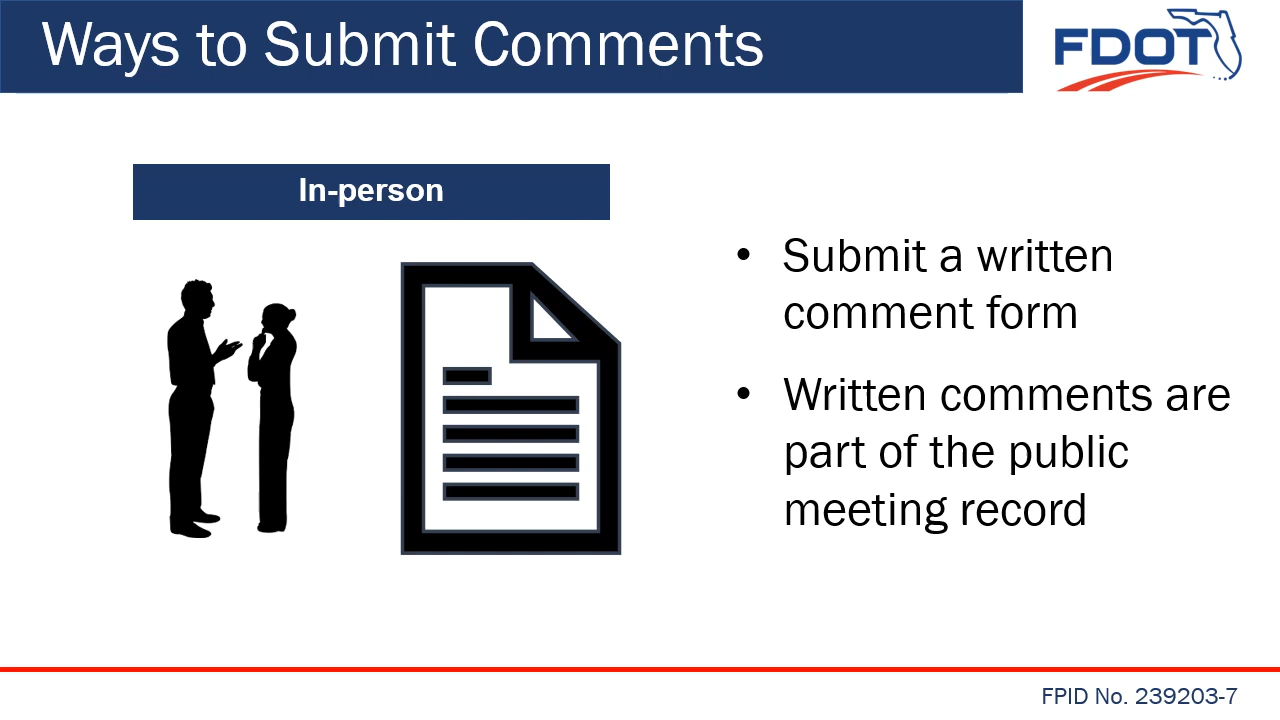 Ways to Submit Comments
FDOT
In-person
• Submit a written
comment form
• Written comments are
part of the public
meeting record
FPID No. 239203-7